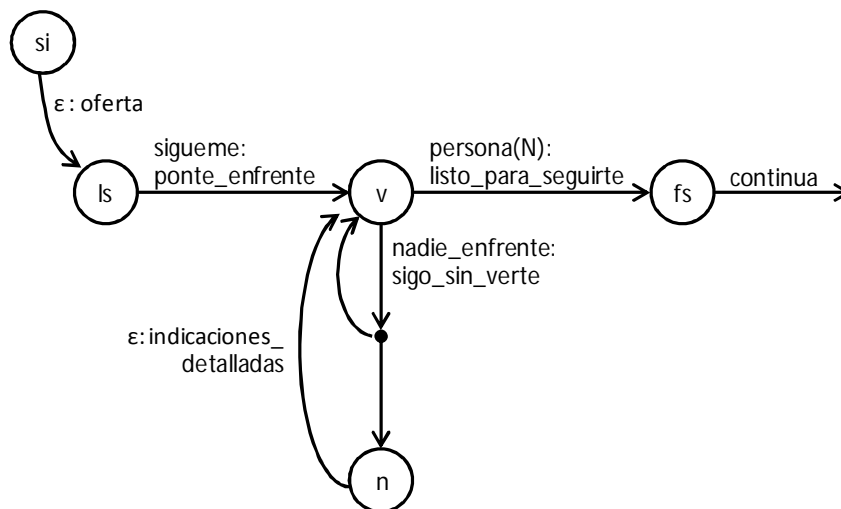 si
ε: oferta
sigueme:
ponte_enfrente
persona(N):
listo_para_seguirte
ls
v
fs
continua
nadie_enfrente:
sigo_sin_verte
ε:indicaciones_
detalladas
n